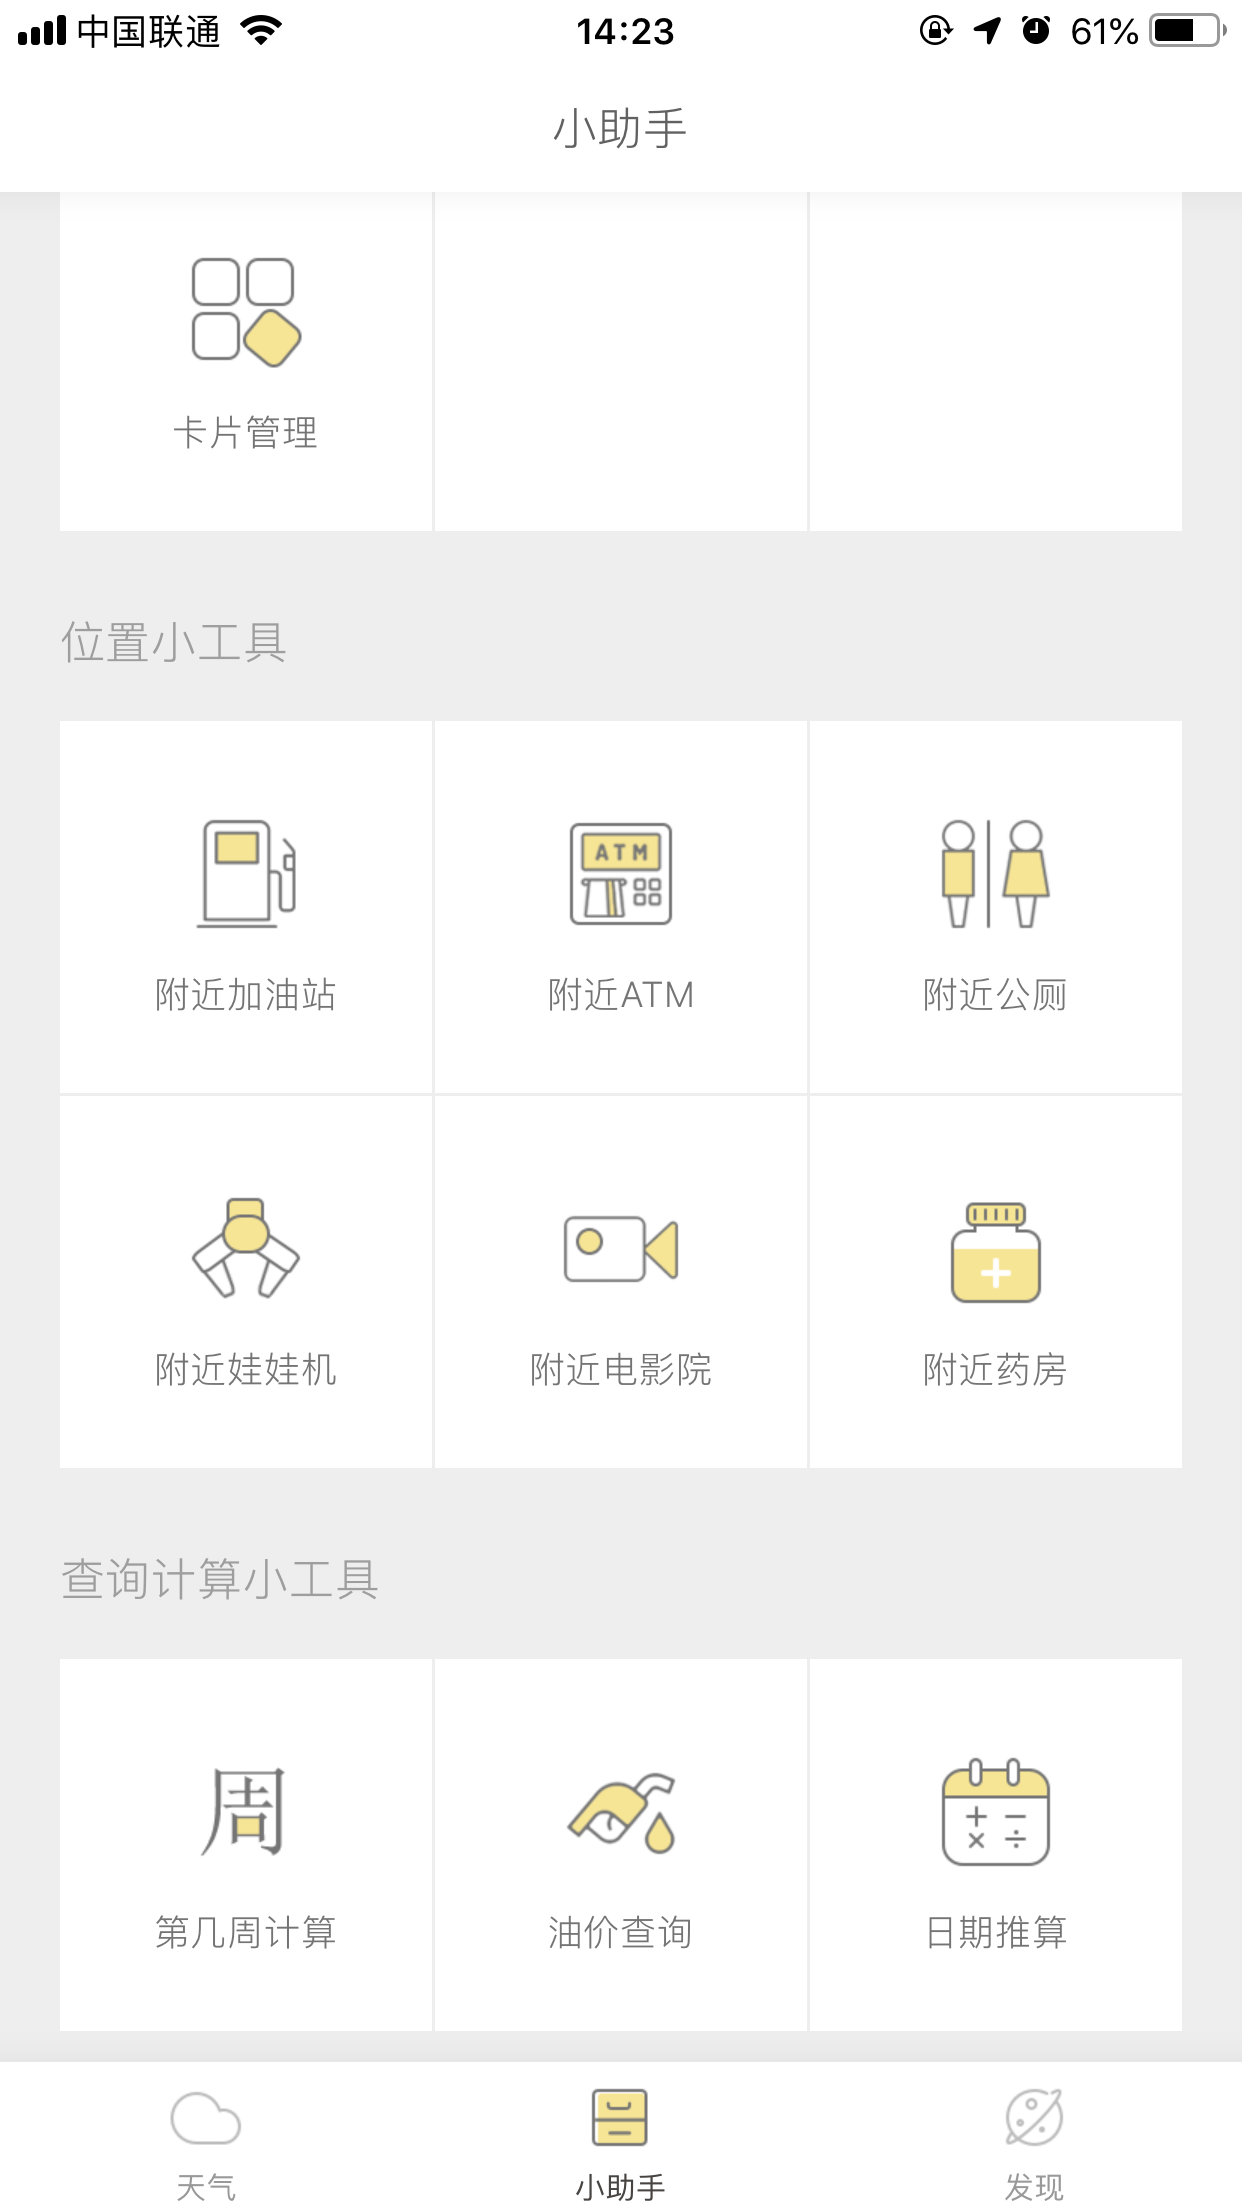 中国联通 14:23 61%
小助手
卡片管理
位置小工具
ATM
附近加油站 附近ATM 附近公厕
附近娃娃机 附近电影院 附近药房
查询计算小工具
周
第几周计算 油价查询 日期推算
天气 小助手 发现